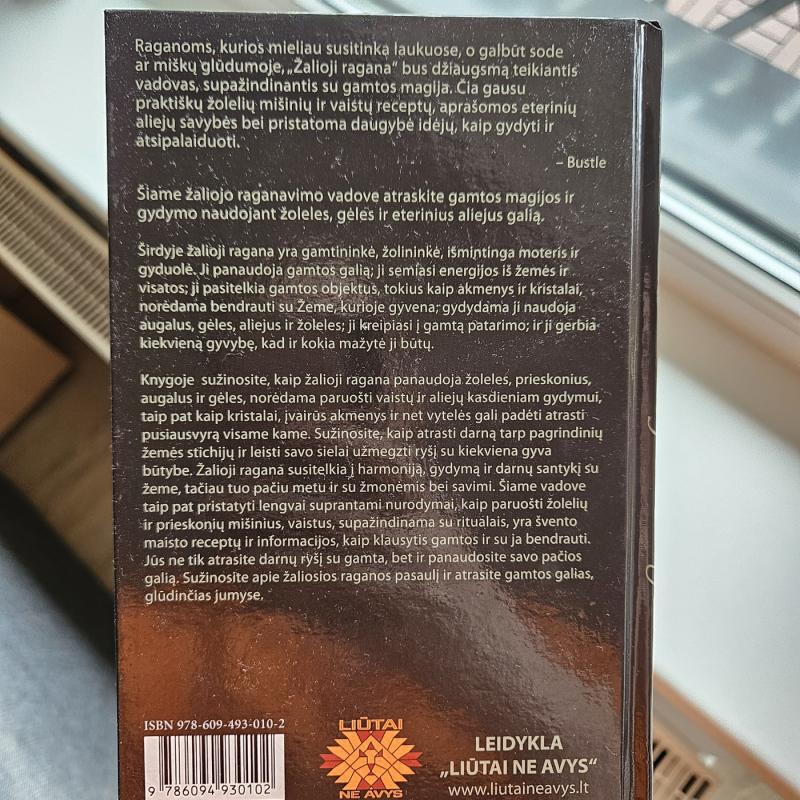 Raganoms, kurios mieliau susitinka laukuose, o galbūt sode
ar miškų glūdumoje, „Žalioji ragana“ bus džiaugsmą teikiantis
vadovas, supažindinantis su gamtos magija. Čia gausu
praktiškų žolelių mišinių ir vaistų receptų, aprašomos eterinių
aliejų savybės bei pristatoma daugybė idėjų, kaip gydyti ir
atsipalaiduoti.
– Bustle
Šiame žaliojo raganavimo vadove atraskite gamtos magijos ir
gydymo naudojant žoleles, gėles ir eterinius aliejus galią.
Širdyje žalioji ragana yra gamtininkė, žolininkė, išmintinga moteris ir
gyduolė. Ji panaudoja gamtos galią; ji semiasi energijos iš žemės ir
visatos; ji pasitelkia gamtos objektus, tokius kaip akmenys ir kristalai,
norėdama bendrauti su Žeme, kurioje gyvena; gydydama ji naudoja
augalus, gėles, aliejus ir žoleles; ji kreipiasi į gamtą patarimo; ir ji gerbia
kiekvieną gyvybę, kad ir kokia mažytė ji būtų.
Knygoje sužinosite, kaip žalioji ragana panaudoja žoleles, prieskonius,
augalus ir gėles, norėdama paruošti vaistų ir aliejų kasdieniam gydymui,
taip pat kaip kristalai, įvairūs akmenys ir net vytelės gali padėti atrasti
pusiausvyrą visame kame. Sužinosite, kaip atrasti darną tarp pagrindinių
žemės stichijų ir leisti savo sielai užmegzti ryšį su kiekviena gyva
būtybe. Žalioji ragana susitelkia į harmoniją, gydymą ir darnų santykį su
žeme, tačiau tuo pačiu metu ir su žmonėmis bei savimi. Šiame vadove
taip pat pristatyti lengvai suprantami nurodymai, kaip paruošti žolelių
ir prieskonių mišinius, vaistus, supažindinama su ritualais, yra švento
maisto receptų ir informacijos, kaip klausytis gamtos ir su ja bendrauti.
Jūs ne tik atrasite darnų ryšį su gamta, bet ir panaudosite savo pačios
galią. Sužinosite apie žaliosios raganos pasaulį ir atrasite gamtos galias,
glūdinčias jumyse.
ISBN 978-609-493-010-2
9 786094 930102
LIŪTAI
NE AVYS
LEIDYKLA
„LIŪTAI NE AVYS“
www.liutaineavys.lt